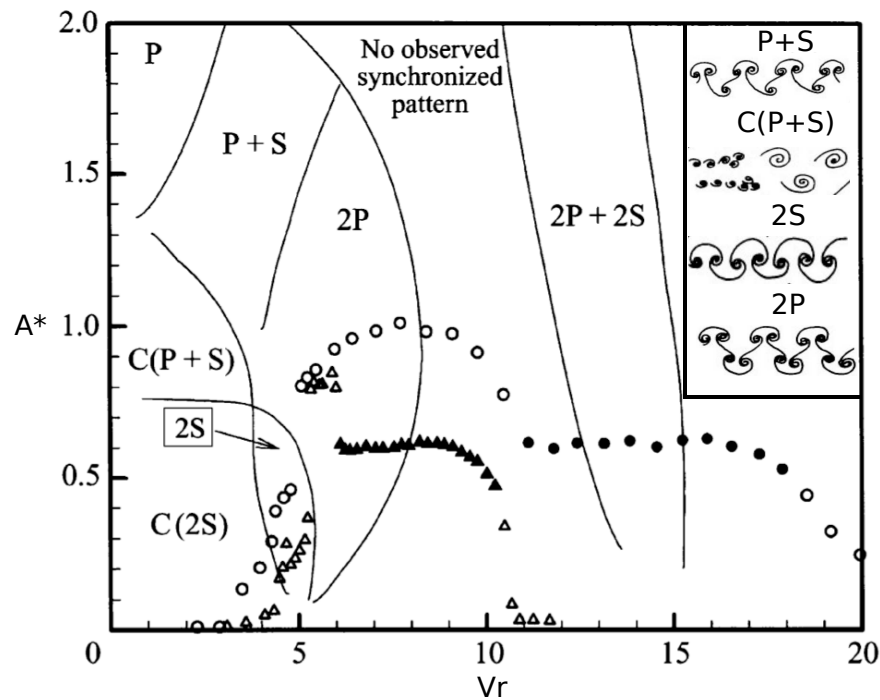 2.0
P
No observed
synchronized
pattern
P+S
P + S
C(P+S)
1.5
2P
2P + 2S
2S
2P
A*
1.0
C(P + S)
2S
0.5
C(2S)
0
5
10
15
20
Vr